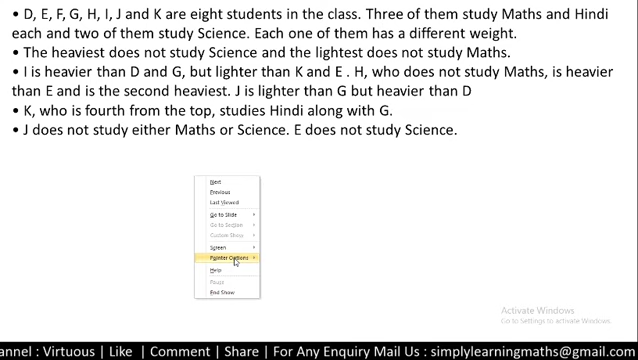 • D, E, F, G, H, I, J and K are eight students in the class. Three of them study Maths and Hindi
each and two of them study Science. Each one of them has a different weight.
• The heaviest does not study Science and the lightest does not study Maths.
• I is heavier than D and G, but lighter than K and E . H, who does not study Maths, is heavier
than E and is the second heaviest. J is lighter than G but heavier than D
• K, who is fourth from the top, studies Hindi along with G.
• J does not study either Maths or Science. E does not study Science.
Next
Previous
Last Viewed
Go to Slide
Go to Section
Custom Show
Screen
Pointer Options
Help
Pause
End Show
Activate Windows
Go to Settings to activate Windows.
annel : Virtuous | Like | Comment | Share | For Any Enquiry Mail Us : simplylearningmaths@gmail.com